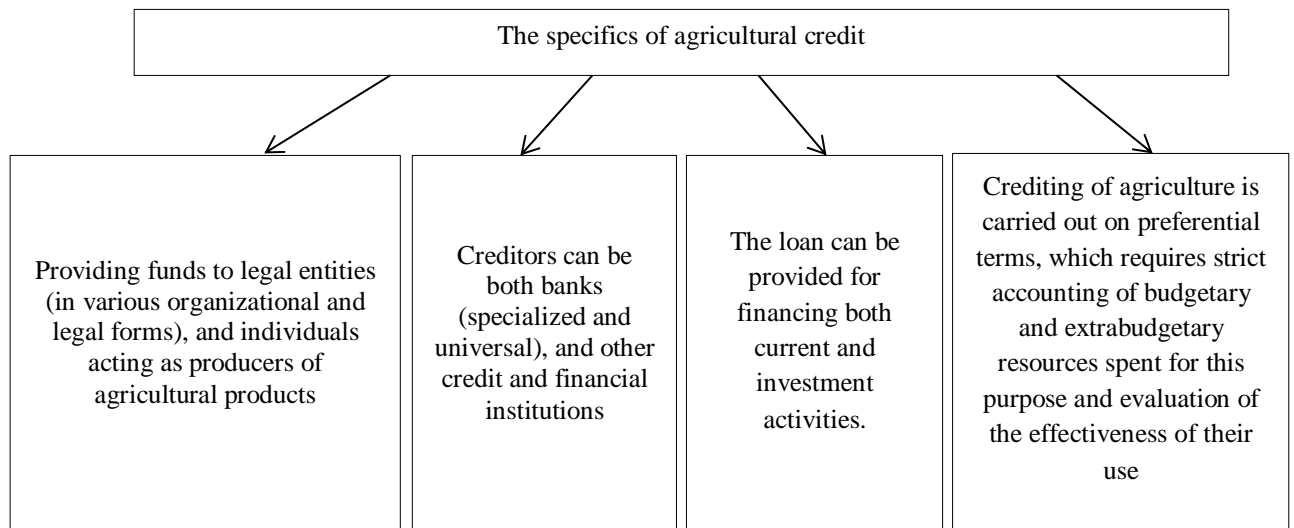 The specifics of agricultural credit
Providing funds to legal entities
(in various organizational and
legal forms), and individuals
acting as producers of
agricultural products
Creditors can be
both banks
(specialized and
universal), and other
credit and financial
institutions
The loan can be
provided for
financing both
current and
investment
activities.
Crediting of agriculture is
carried out on preferential
terms, which requires strict
accounting of budgetary
and extrabudgetary
resources spent for this
purpose and evaluation of
the effectiveness of their
use